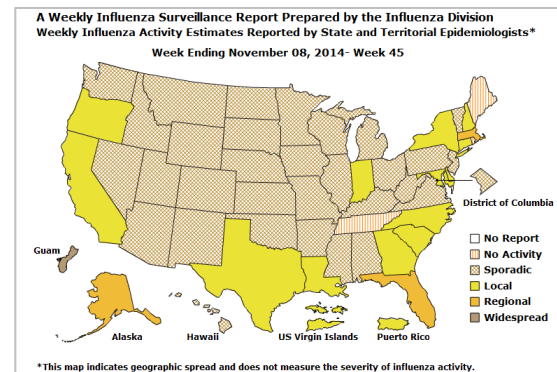 A Weekly Influenza Surveillance Report Prepared by the Influenza Division
Weekly Influenza Activity Estimates Reported by State and Territorial Epidemiologists*
Week Ending November 08, 2014- Week 45
District of Columbia
No Report
No Activity
Sporadic
Local
Regional
Widespread
Guam
Alaska
Hawaii
US Virgin Islands
Puerto Rico
*This map indicates geographic spread and does not measure the severity of influenza activity.